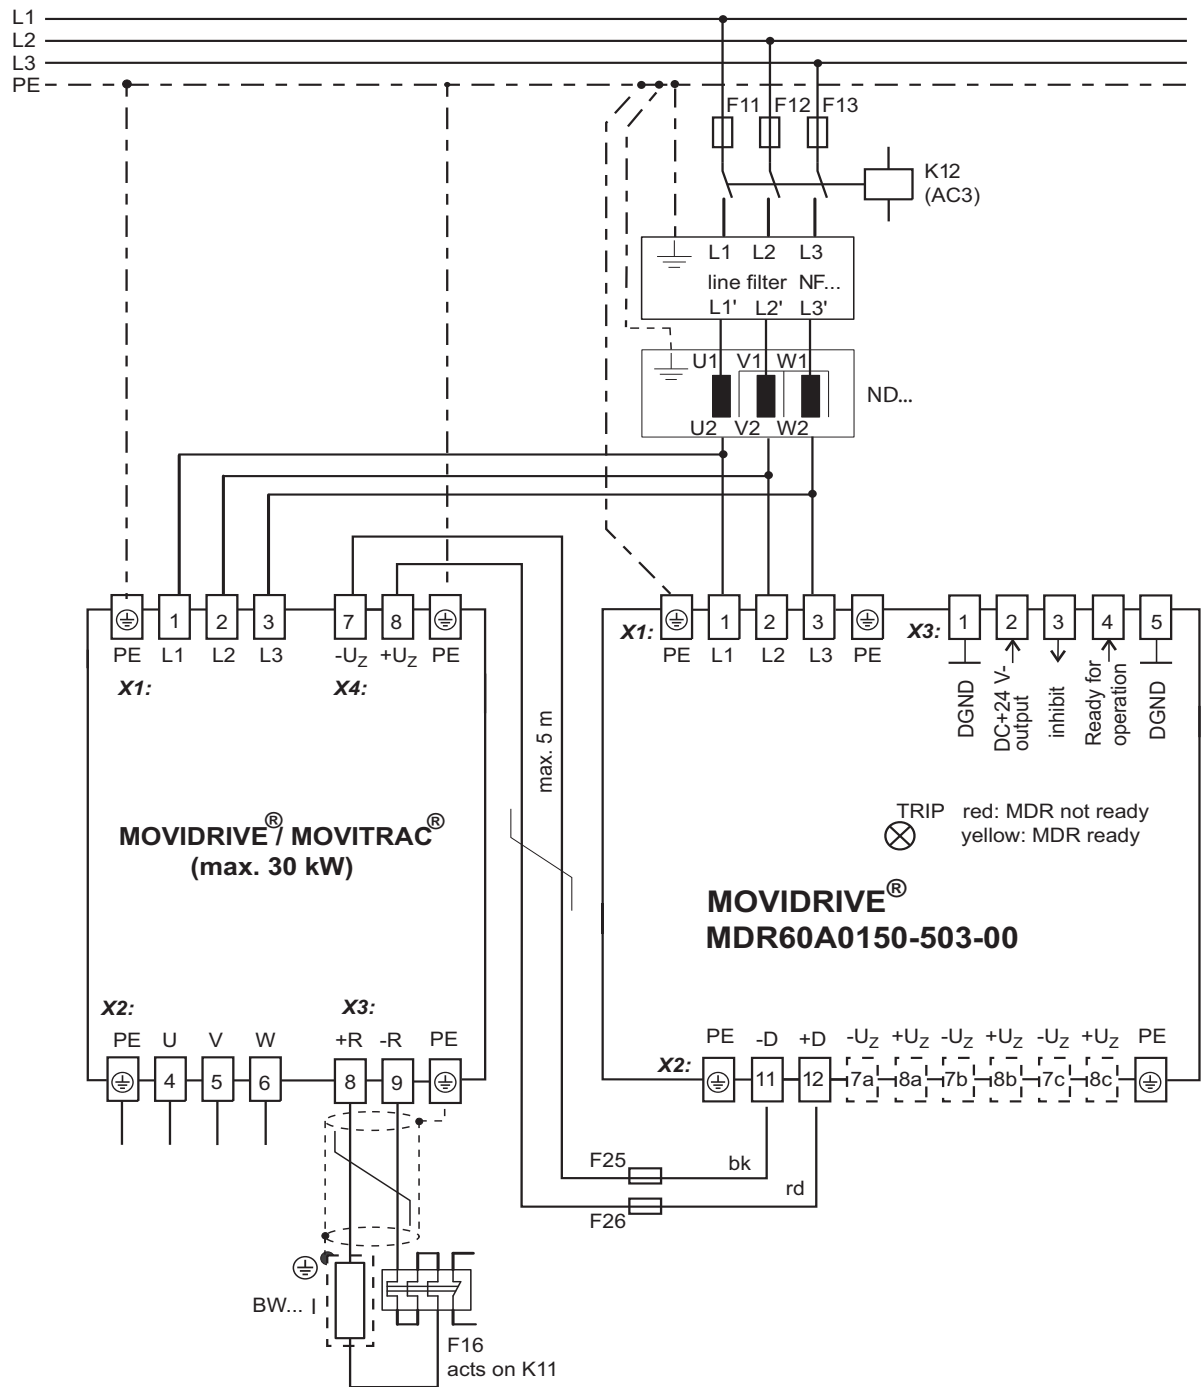 L1
L2
L3
PE
F11 F12 F13
K12
(AC3)
L1 L2 L3
line filter NF...
L1' L2' L3'
U1 V1 W1
ND...
U2 V2 W2
1 2 3 7 8
PE L1 L2 L3 -UZ +UZ PE
X1: X4:
max. 5 m
X1: 1 2 3
PE L1 L2 L3 PE
X3: 1 2 3 4 5
DGND
DC+24 V-
output
inhibit
Ready for
operation
DGND
MOVIDRIVE® / MOVITRAC®
(max. 30 kW)
TRIP red: MDR not ready
yellow: MDR ready
MOVIDRIVE®
MDR60A0150-503-00
X2: X3:
PE U V W +R -R PE
4 5 6 8 9
PE -D +D -UZ +UZ -UZ +UZ -UZ +UZ PE
X2: 11 12 7a 8a 7b 8b 7c 8c
F25 bk
F26 rd
BW...
F16
acts on K11